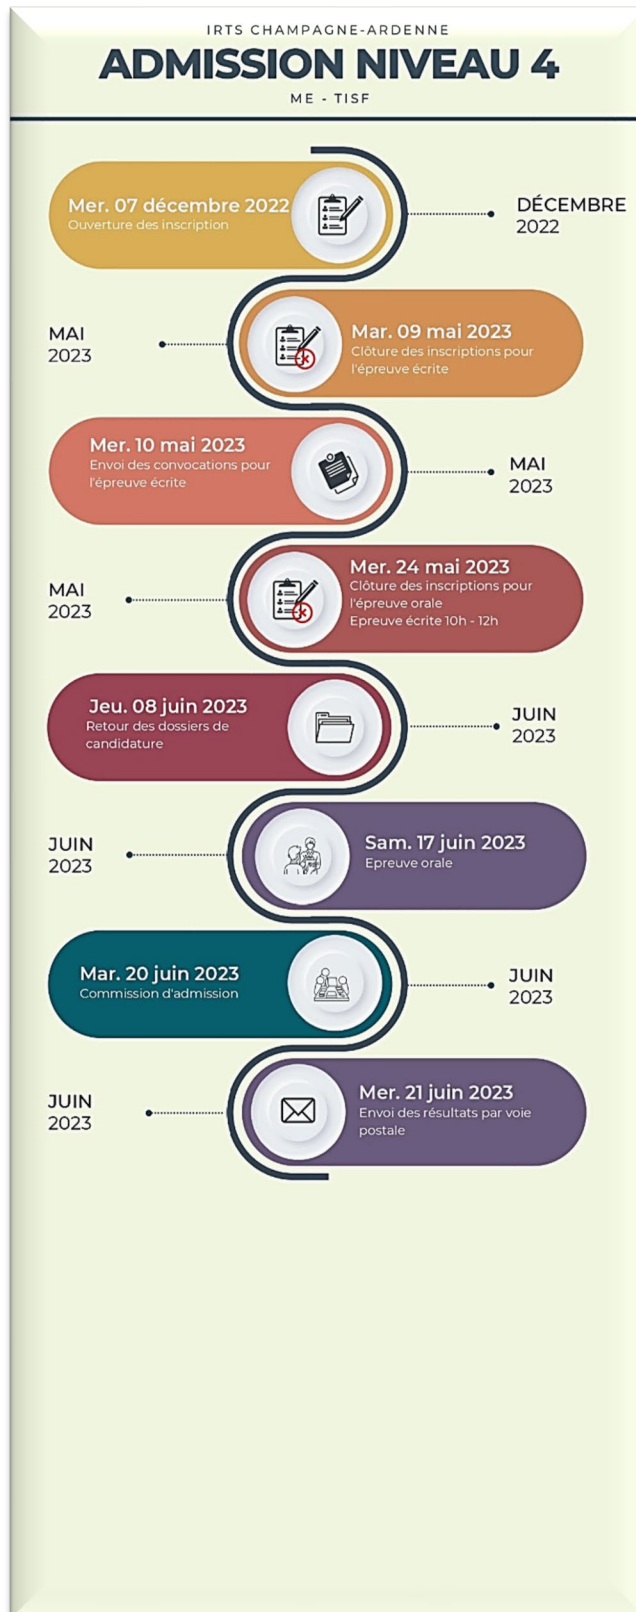 IRTS CHAMPAGNE-ARDENNE
ADMISSION NIVEAU 4
ME - TISF
Mer. 07 décembre 2022
Ouverture des inscription
DÉCEMBRE
2022
MAI
2023
Mar. 09 mai 2023
Clôture des inscriptions pour
l'épreuve écrite
Mer. 10 mai 2023
Envoi des convocations pour
l'épreuve écrite
MAI
2023
MAI
2023
Mer. 24 mai 2023
Clôture des inscriptions pour
l'épreuve orale
Epreuve écrite 10h - 12h
Jeu. 08 juin 2023
Retour des dossiers de
candidature
JUIN
2023
JUIN
2023
Sam. 17 juin 2023
Epreuve orale
Mar. 20 juin 2023
Commission d'admission
JUIN
2023
JUIN
2023
Mer. 21 juin 2023
Envoi des résultats par voie
postale